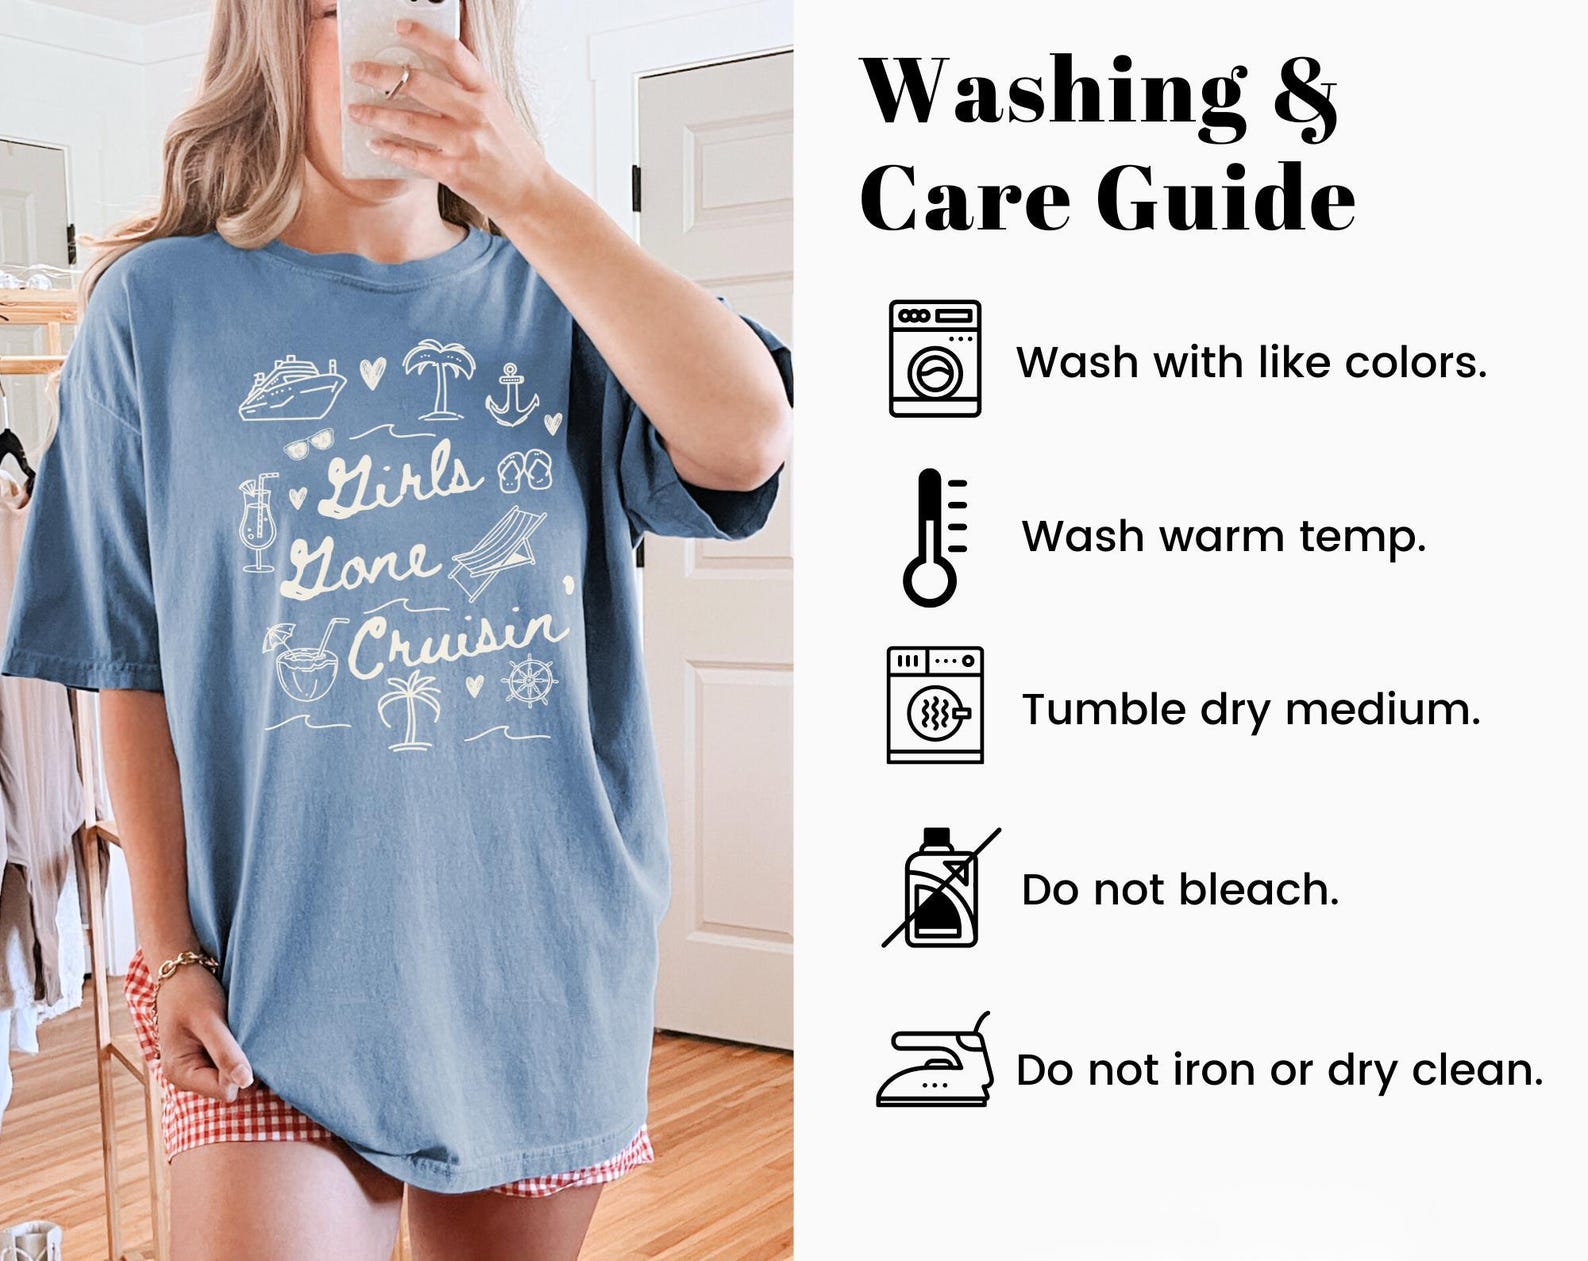 Girls
Gone
Cruisin'
Washing &
Care Guide
Wash with like colors.
Wash warm temp.
Tumble dry medium.
Do not bleach.
Do not iron or dry clean.